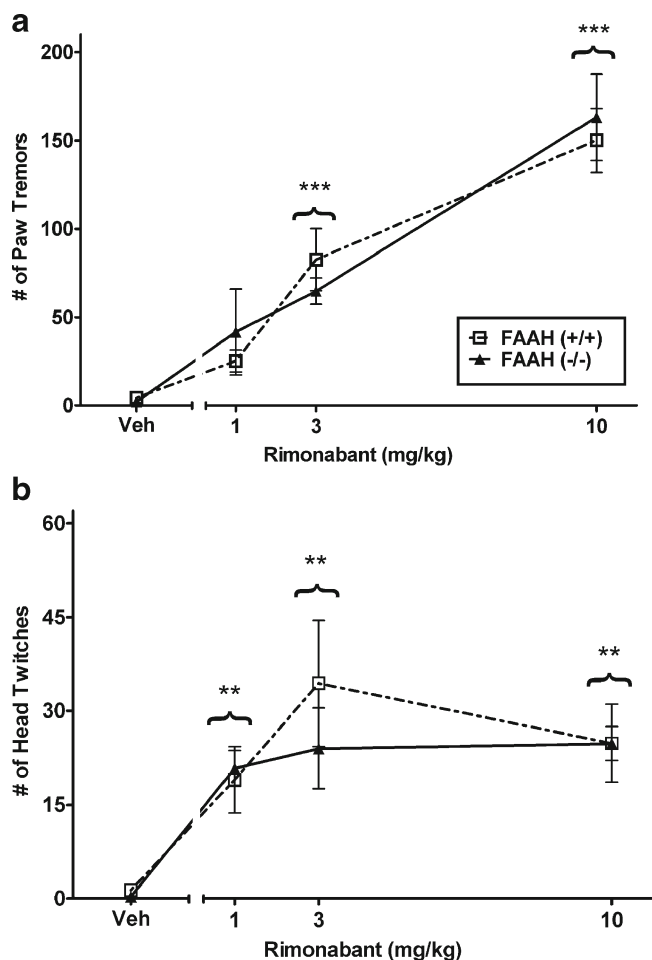 a
***
200
150
***
100
50
0
# of Paw Tremors
FAAH (+/+)
FAAH (-/-)
Veh 1 3 10
Rimonabant (mg/kg)
b
60
**
45
**
**
30
15
0
# of Head Twitches
Veh 1 3 10
Rimonabant (mg/kg)